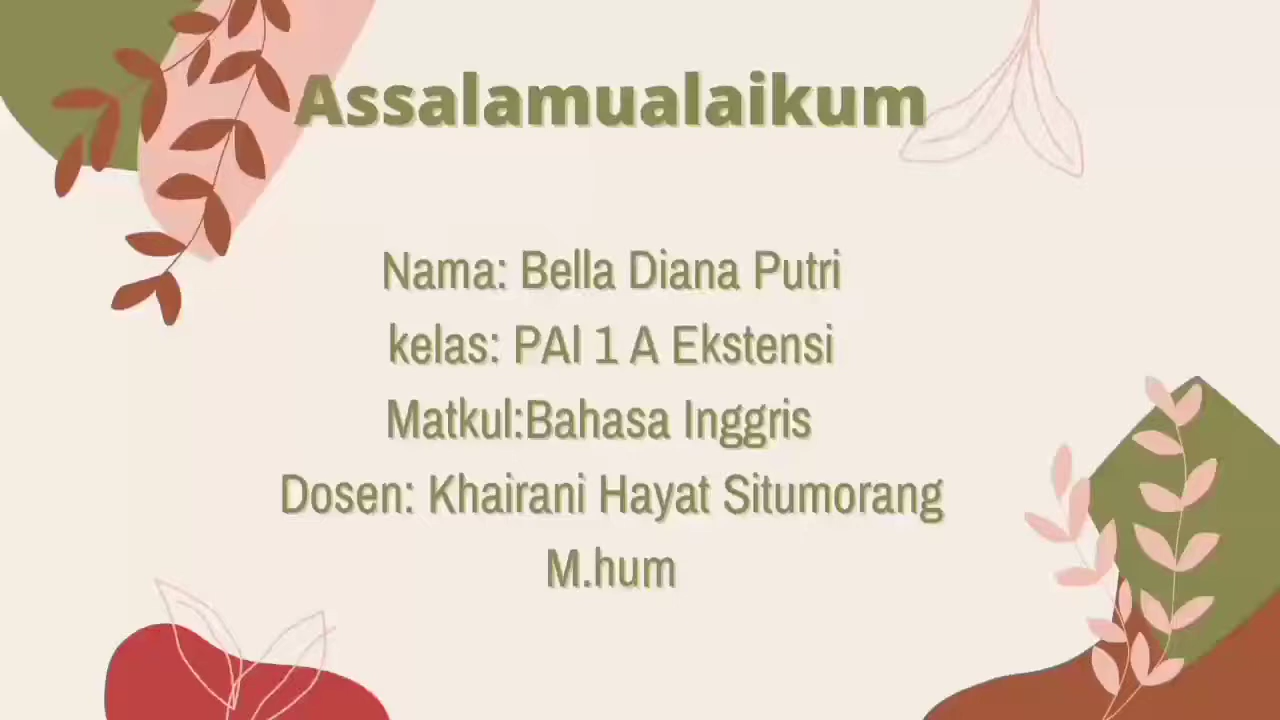 Assalamualaikum
Nama: Bella Diana Putri
kelas: PAI 1 A Ekstensi
Matkul:Bahasa Inggris
Dosen: Khairani Hayat Situmorang
M.hum